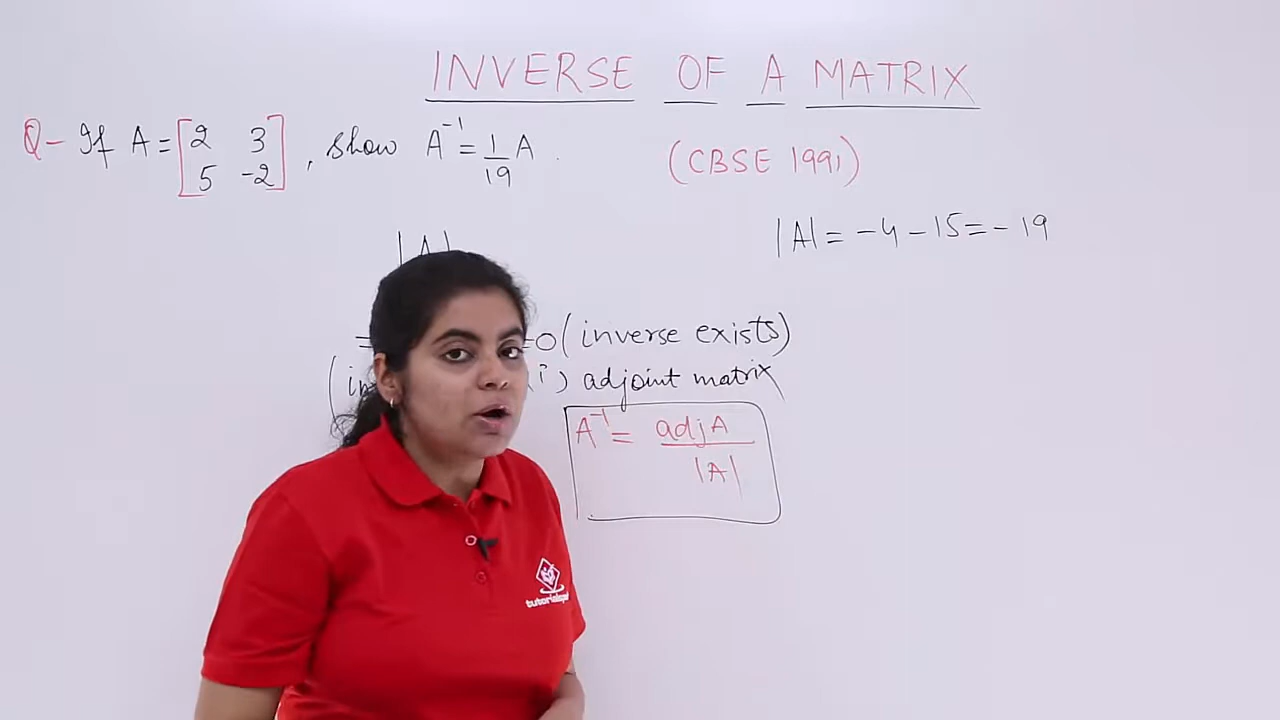 INVERSE OF A MATRIX
Q- If A = [2 3
5 -2], show A⁻¹ = 1/19 A.
(CBSE 1991)
|A| = -4 - 15 = -19
|A|
= =0 (inverse exists)
) adjoint matrix
A⁻¹ = adjA
|A|